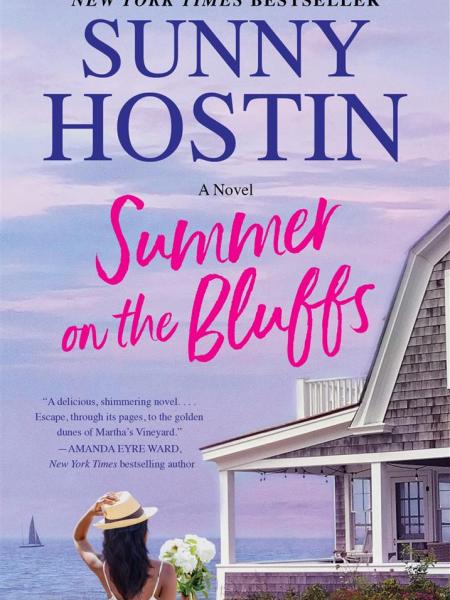 NEW YORK TIMES BESTSELLER
SUNNY
HOSTIN
A Novel
Summer
on the Bluffs
“A delicious, shimmering novel. . . .
Escape, through its pages, to the golden
dunes of Martha’s Vineyard.”
—AMANDA EYRE WARD,
New York Times bestselling author